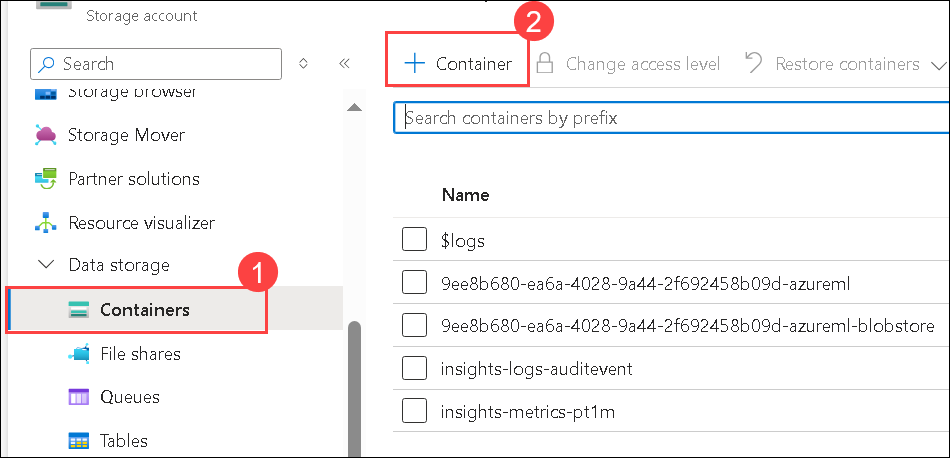 Storage account
Search
Storage browser
Storage Mover
Partner solutions
Resource visualizer
Data storage
1
Containers
File shares
Queues
Tables
2
Container
Change access level
Restore containers
Search containers by prefix
Name
$logs
9ee8b680-ea6a-4028-9a44-2f692458b09d-azureml
9ee8b680-ea6a-4028-9a44-2f692458b09d-azureml-blobstore
insights-logs-auditevent
insights-metrics-pt1m